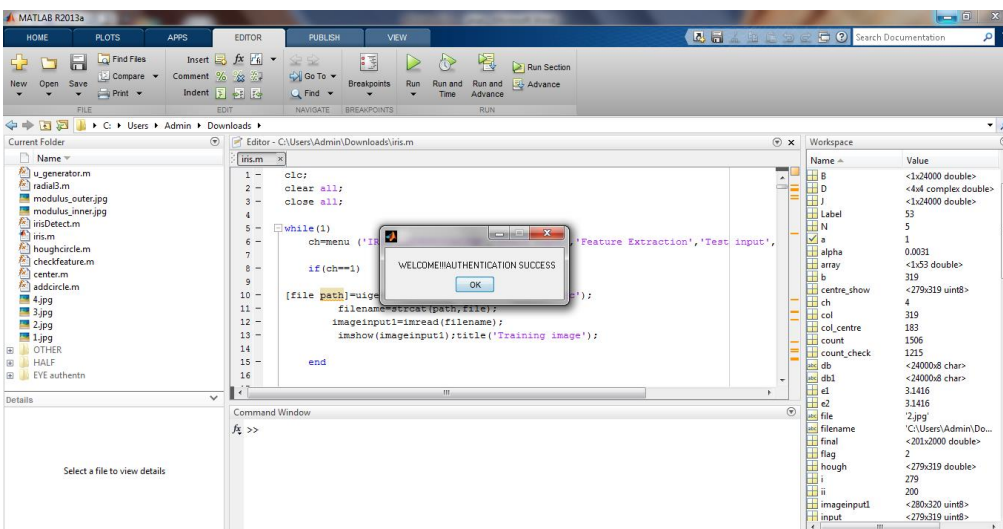 MATLAB R2013a
HOME PLOTS APPS EDITOR PUBLISH VIEW
Search Documentation
New Open Save Find Files Compare Print
Insert Comment Indent
Go To Find
Breakpoints
Run Run and Time Run and Advance Run Section Advance
FILE EDIT NAVIGATE BREAKPOINTS RUN
C: Users Admin Downloads
Current Folder
Name
u_generator.m
radial3.m
modulus_outer.jpg
modulus_inner.jpg
irisDetect.m
iris.m
houghcircle.m
checkfeature.m
center.m
addcircle.m
4.jpg
3.jpg
2.jpg
1.jpg
OTHER
HALF
EYE authentn
Details
Select a file to view details
Editor - C:\Users\Admin\Downloads\iris.m
iris.m
1 - clc;
2 - clear all;
3 - close all;
4
5 - while(1)
6 - ch=menu ('IR ,'Feature Extraction','Test input',
7
8 - if(ch==1)
9
10 - [file path]=uige ');
11 - filename=strcat(path,file);
12 - imageinput1=imread(filename);
13 - imshow(imageinput1);title('Training image');
14
15 - end
16
WELCOME!!!AUTHENTICATION SUCCESS
OK
Command Window
fx >>
Workspace
Name Value
B <1x24000 double>
D <4x4 complex double>
J <1x24000 double>
Label 53
N 5
a 1
alpha 0.0031
array <1x53 double>
b 319
centre_show <279x319 uint8>
ch 4
col 319
col_centre 183
count 1506
count_check 1215
db <24000x8 char>
db1 <24000x8 char>
e1 3.1416
e2 3.1416
file '2.jpg'
filename 'C:\Users\Admin\Do...
final <201x2000 double>
flag 2
hough <279x319 double>
i 279
ii 200
imageinput1 <280x320 uint8>
input <279x319 uint8>